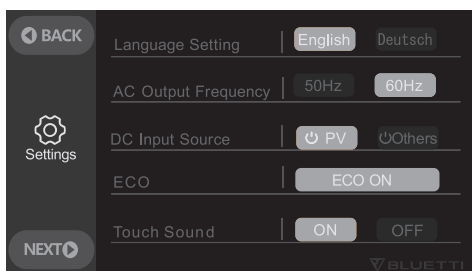 BACK
Language Setting English Deutsch
AC Output Frequency 50Hz 60Hz
DC Input Source PV Others
Settings
ECO ECO ON
Touch Sound ON OFF
NEXT
BLUETTI